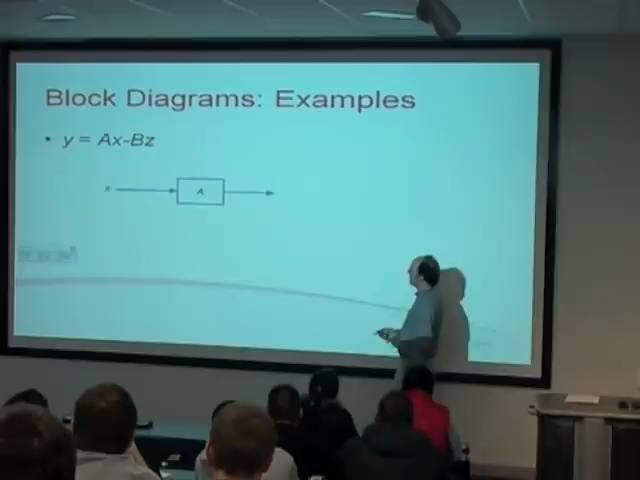 Block Diagrams: Examples
• y = Ax-Bz
x A